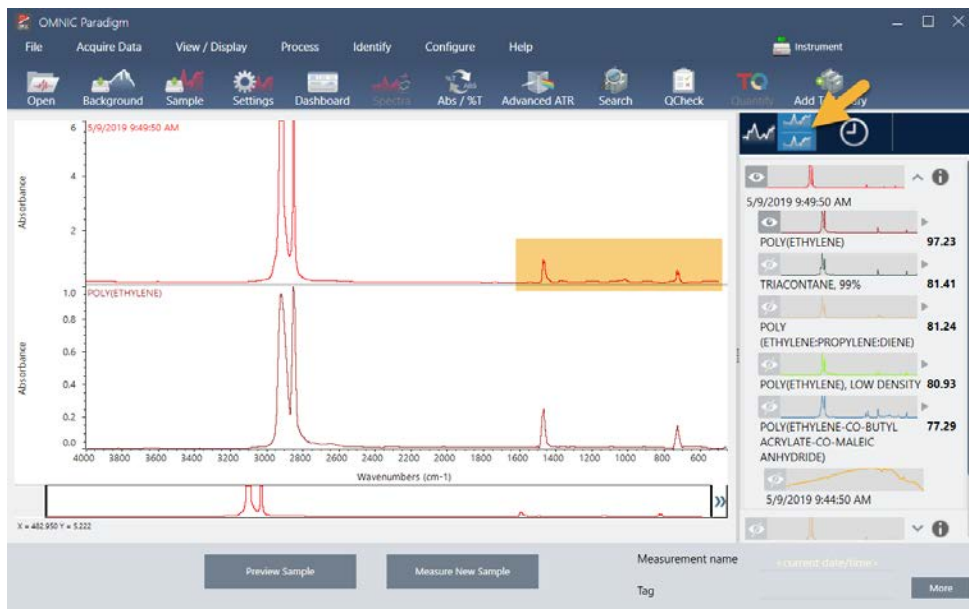 OMNIC Paradigm
File Acquire Data View / Display Process Identify Configure Help Instrument
Open Background Sample Settings Dashboard Spectra Abs / %T Advanced ATR Search QCheck Quantify Add To
ABS
TQ
5/9/2019 9:49:50 AM
6
4
2
Absorbance
POLY(ETHYLENE)
1.0
0.8
0.6
0.4
0.2
0.0
Absorbance
4000 3800 3600 3400 3200 3000 2800 2600 2400 2200 2000 1800 1600 1400 1200 1000 800 600
Wavenumbers (cm-1)
X = 482.950 Y = 5.222
5/9/2019 9:49:50 AM
POLY(ETHYLENE) 97.23
TRIACONTANE, 99% 81.41
POLY 81.24
(ETHYLENE:PROPYLENE:DIENE)
POLY(ETHYLENE), LOW DENSITY 80.93
POLY(ETHYLENE-CO-BUTYL 77.29
ACRYLATE-CO-MALEIC
ANHYDRIDE)
5/9/2019 9:44:50 AM
Preview Sample Measure New Sample
Measurement name <current date/time>
Tag
More